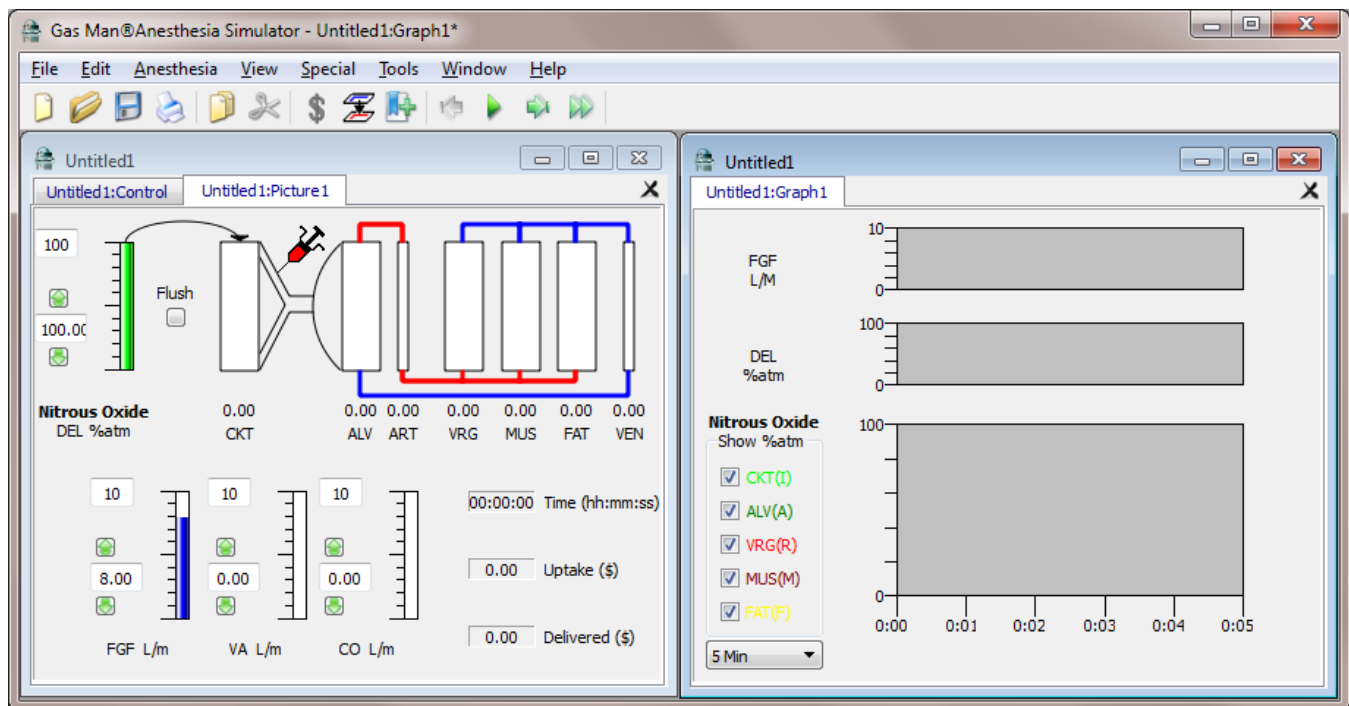 Gas Man®Anesthesia Simulator - Untitled1:Graph1*
File Edit Anesthesia View Special Tools Window Help
Untitled1
Untitled1:Control Untitled1:Picture1
100
100.00
Flush
Nitrous Oxide
DEL %atm
0.00 0.00 0.00 0.00 0.00 0.00 0.00
CKT ALV ART VRG MUS FAT VEN
10 10 10
00:00:00 Time (hh:mm:ss)
8.00 0.00 0.00
0.00 Uptake ($)
0.00 Delivered ($)
FGF L/m VA L/m CO L/m
Untitled1
Untitled1:Graph1
10
FGF
L/M
0
100
DEL
%atm
0
Nitrous Oxide
Show %atm
100
CKT(I)
ALV(A)
VRG(R)
MUS(M)
FAT(F)
0
0:00 0:01 0:02 0:03 0:04 0:05
5 Min